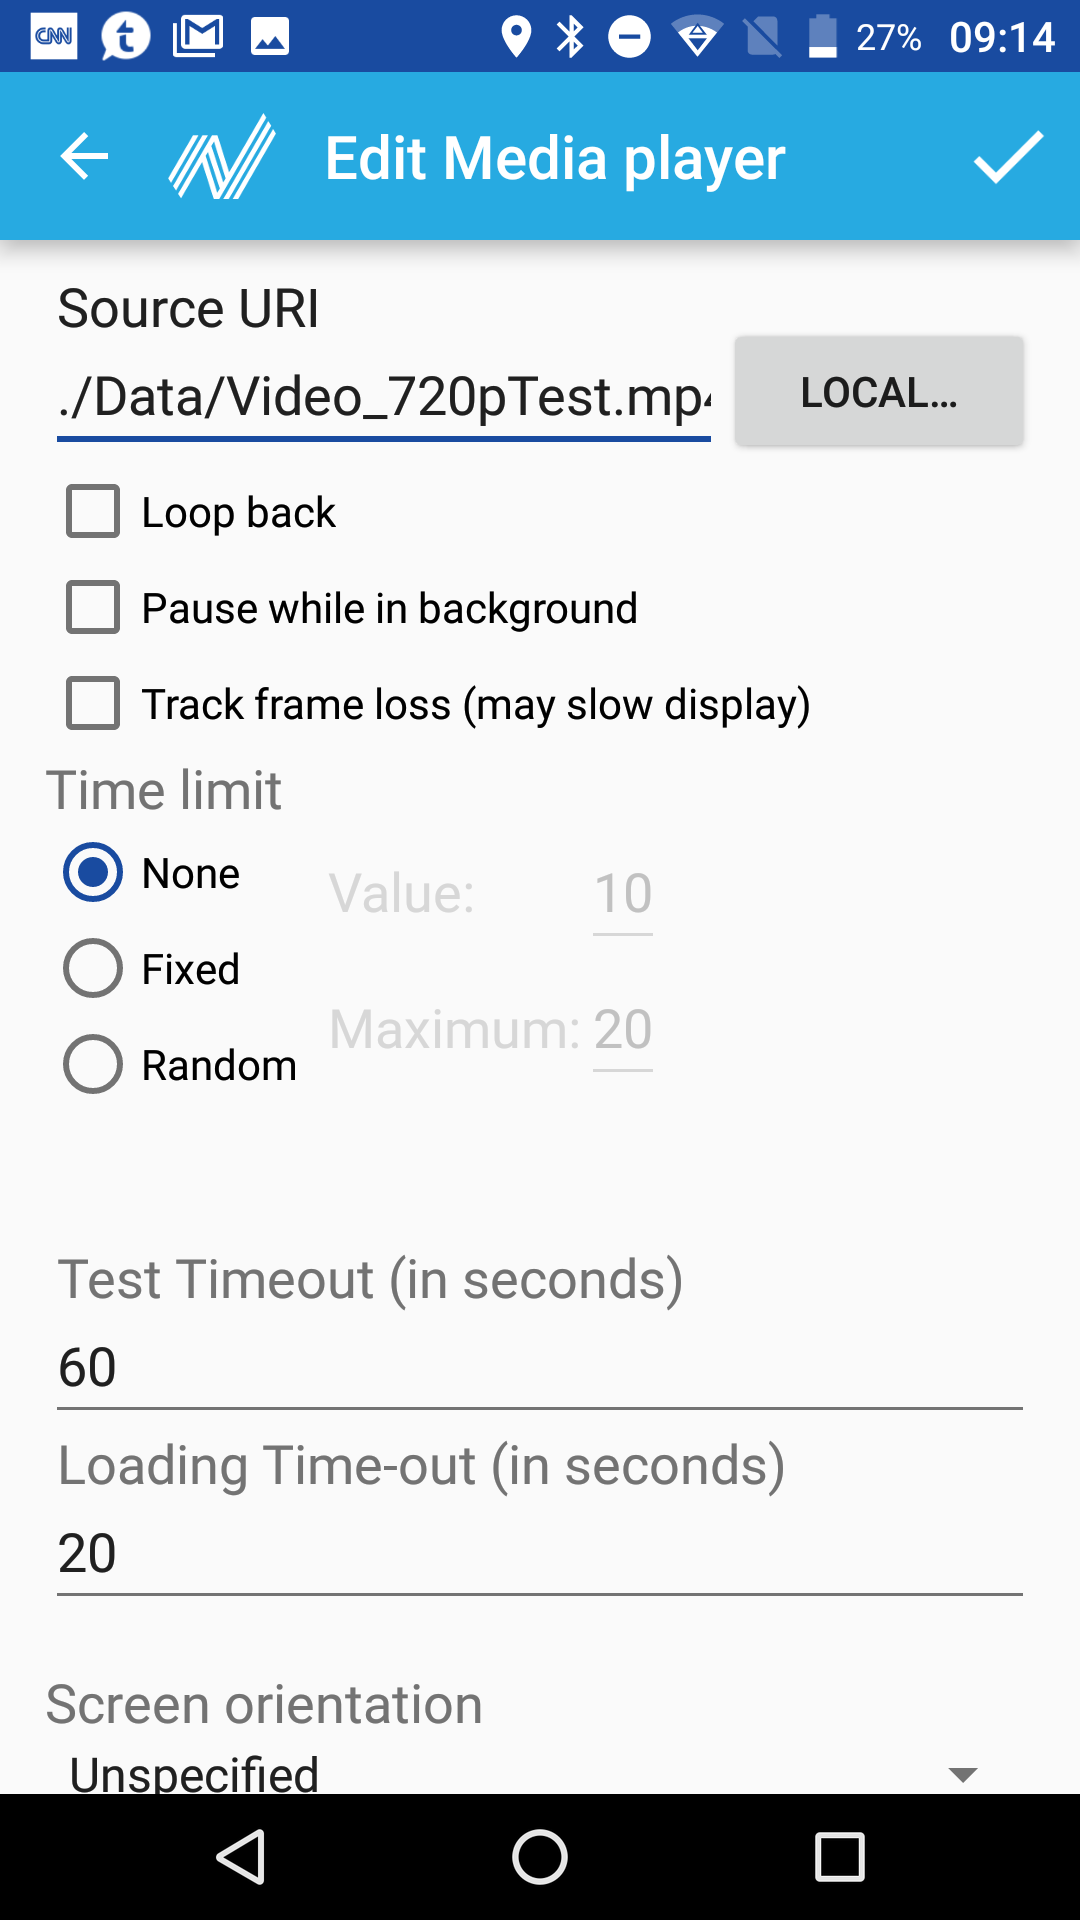 CNN
t
27% 09:14
Edit Media player
Source URI
./Data/Video_720pTest.mp4
LOCAL...
Loop back
Pause while in background
Track frame loss (may slow display)
Time limit
None
Value: 10
Fixed
Maximum: 20
Random
Test Timeout (in seconds)
60
Loading Time-out (in seconds)
20
Screen orientation
Unspecified